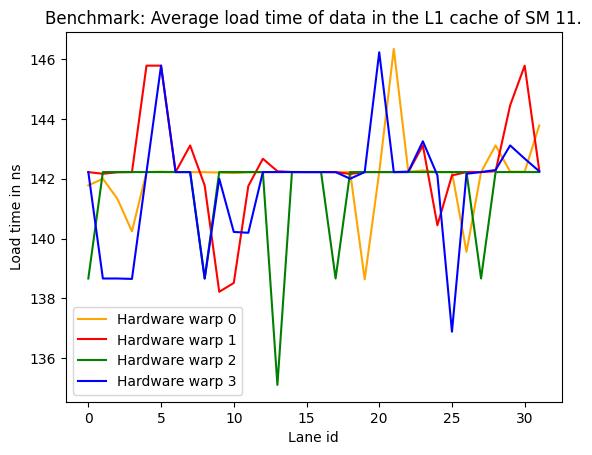 Benchmark: Average load time of data in the L1 cache of SM 11.
Load time in ns
146
144
142
140
138
136
Hardware warp 0
Hardware warp 1
Hardware warp 2
Hardware warp 3
0 5 10 15 20 25 30
Lane id